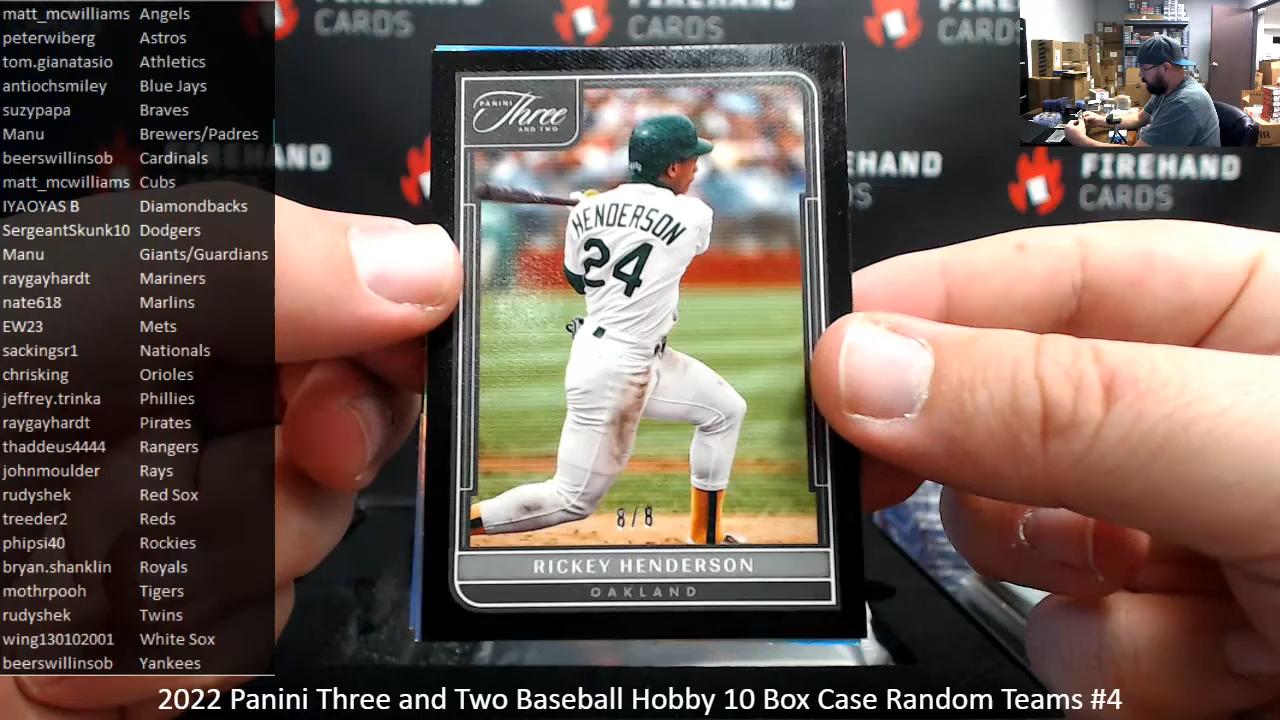 matt_mcwilliams Angels
peterwiberg Astros
tom.gianatasio Athletics
antiochsmiley Blue Jays
suzypapa Braves
Manu Brewers/Padres
beerswillinsob Cardinals
matt_mcwilliams Cubs
IYAOYAS B Diamondbacks
SergeantSkunk10 Dodgers
Manu Giants/Guardians
raygayhardt Mariners
nate618 Marlins
EW23 Mets
sackingsr1 Nationals
chrisking Orioles
jeffrey.trinka Phillies
raygayhardt Pirates
thaddeus4444 Rangers
johnmoulder Rays
rudyshek Red Sox
treeder2 Reds
phipsi40 Rockies
bryan.shanklin Royals
mothrpooh Tigers
rudyshek Twins
wing130102001 White Sox
beerswillinsob Yankees
CARDS
FIREHAND
CARDS
FIREHAND
CARDS
PANINI
Three
AND TWO
HENDERSON
24
8/8
RICKEY HENDERSON
OAKLAND
2022 Panini Three and Two Baseball Hobby 10 Box Case Random Teams #4